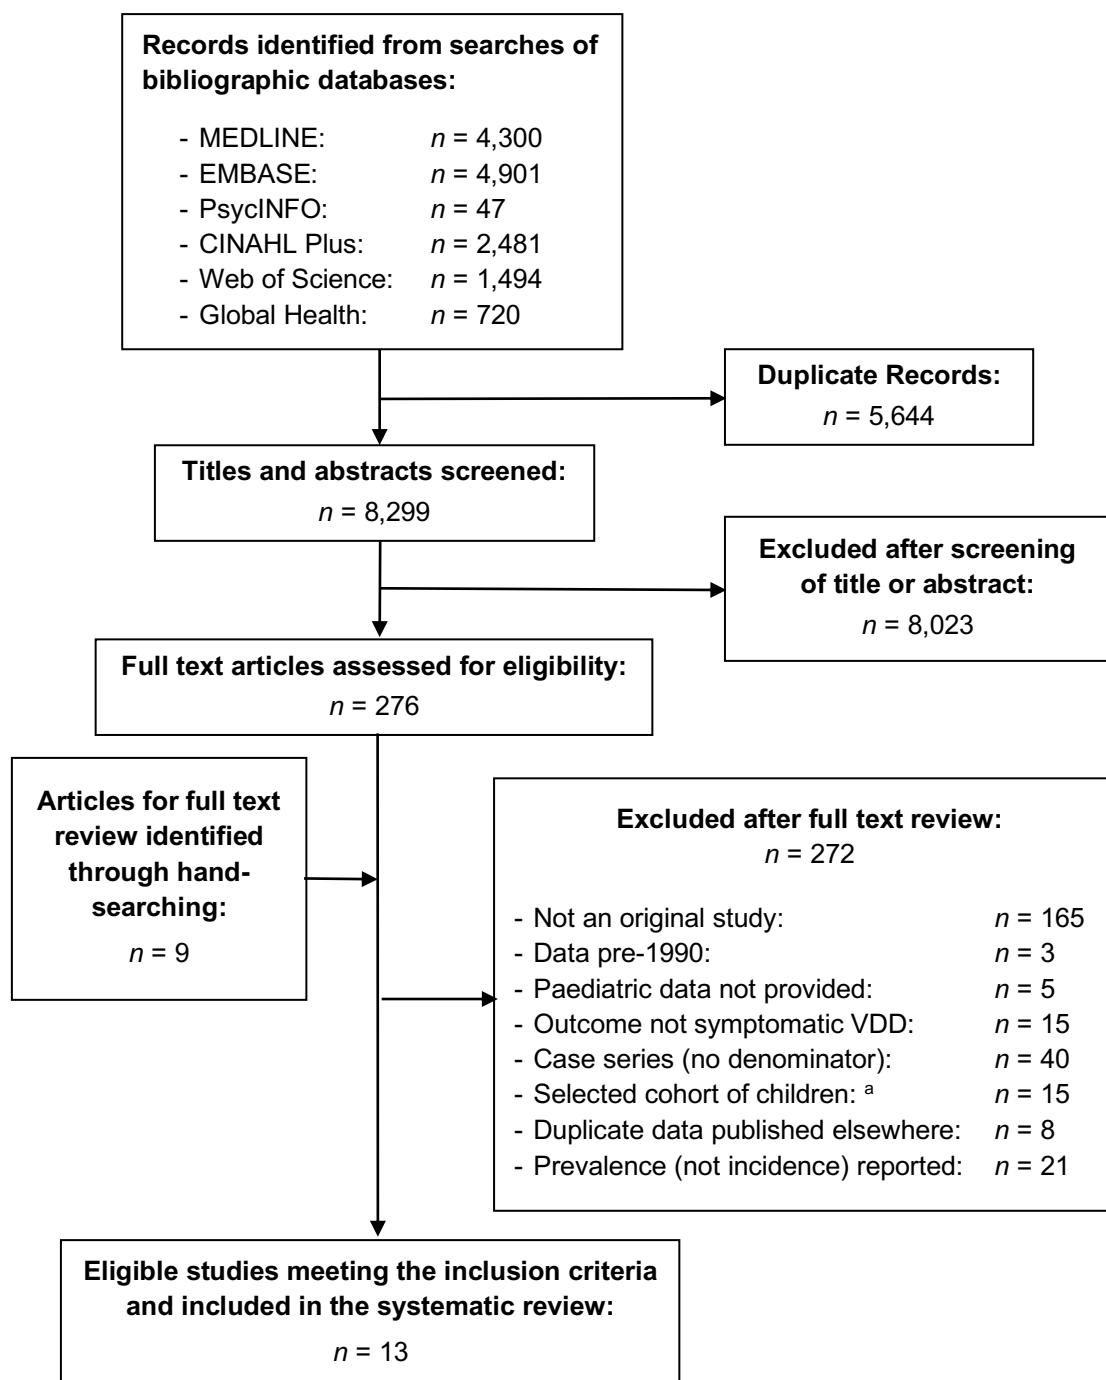 Records identified from searches of
bibliographic databases:
- MEDLINE: n = 4,300
- EMBASE: n = 4,901
- PsycINFO: n = 47
- CINAHL Plus: n = 2,481
- Web of Science: n = 1,494
- Global Health: n = 720
Duplicate Records:
n = 5,644
Titles and abstracts screened:
n = 8,299
Excluded after screening
of title or abstract:
n = 8,023
Full text articles assessed for eligibility:
n = 276
Articles for full text
review identified
through hand-
searching:
n = 9
Excluded after full text review:
n = 272
- Not an original study: n = 165
- Data pre-1990: n = 3
- Paediatric data not provided: n = 5
- Outcome not symptomatic VDD: n = 15
- Case series (no denominator): n = 40
- Selected cohort of children: a n = 15
- Duplicate data published elsewhere: n = 8
- Prevalence (not incidence) reported: n = 21
Eligible studies meeting the inclusion criteria
and included in the systematic review:
n = 13